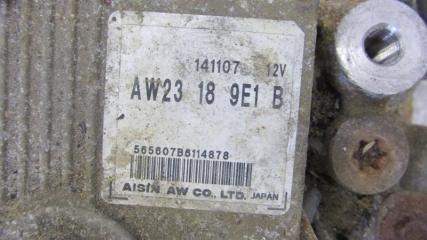 141107 12V
AW23 18 9E1 B
565607B6114878
AISIN AW CO., LTD. JAPAN